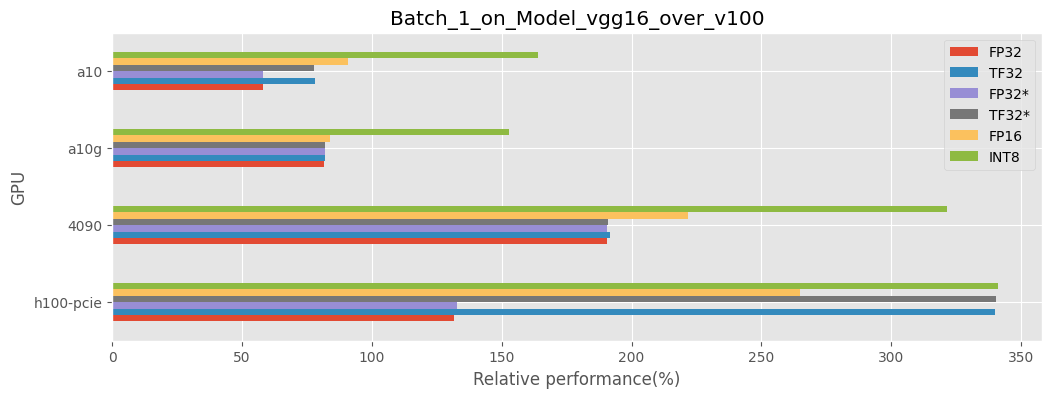 Batch_1_on_Model_vgg16_over_v100
GPU
a10
a10g
4090
h100-pcie
0 50 100 150 200 250 300 350
Relative performance(%)
FP32
TF32
FP32*
TF32*
FP16
INT8